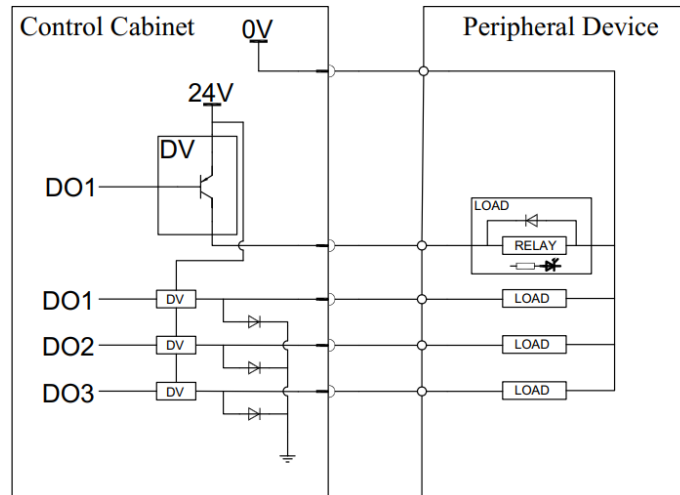 Control Cabinet
0V
Peripheral Device
24V
DV
DO1
LOAD
RELAY
DO1
DV
LOAD
DO2
DV
LOAD
DO3
DV
LOAD